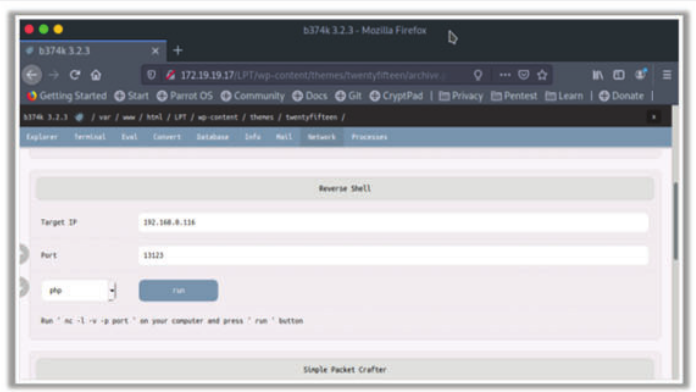 b374k 3.2.3 - Mozilla Firefox
b374k 3.2.3 × +
172.19.19.17/LPT/wp-content/themes/twentyfifteen/archive.
Getting Started Start Parrot OS Community Docs Git CryptPad Privacy Pentest Learn Donate
b374k 3.2.3 / var / www / html / LPT / wp-content / themes / twentyfifteen / x
Explorer Terminal Eval Convert Database Info Mail Network Processes
Reverse Shell
Target IP 192.168.0.116
Port 13123
php run
Run ' nc -l -v -p port ' on your computer and press ' run ' button
Simple Packet Crafter